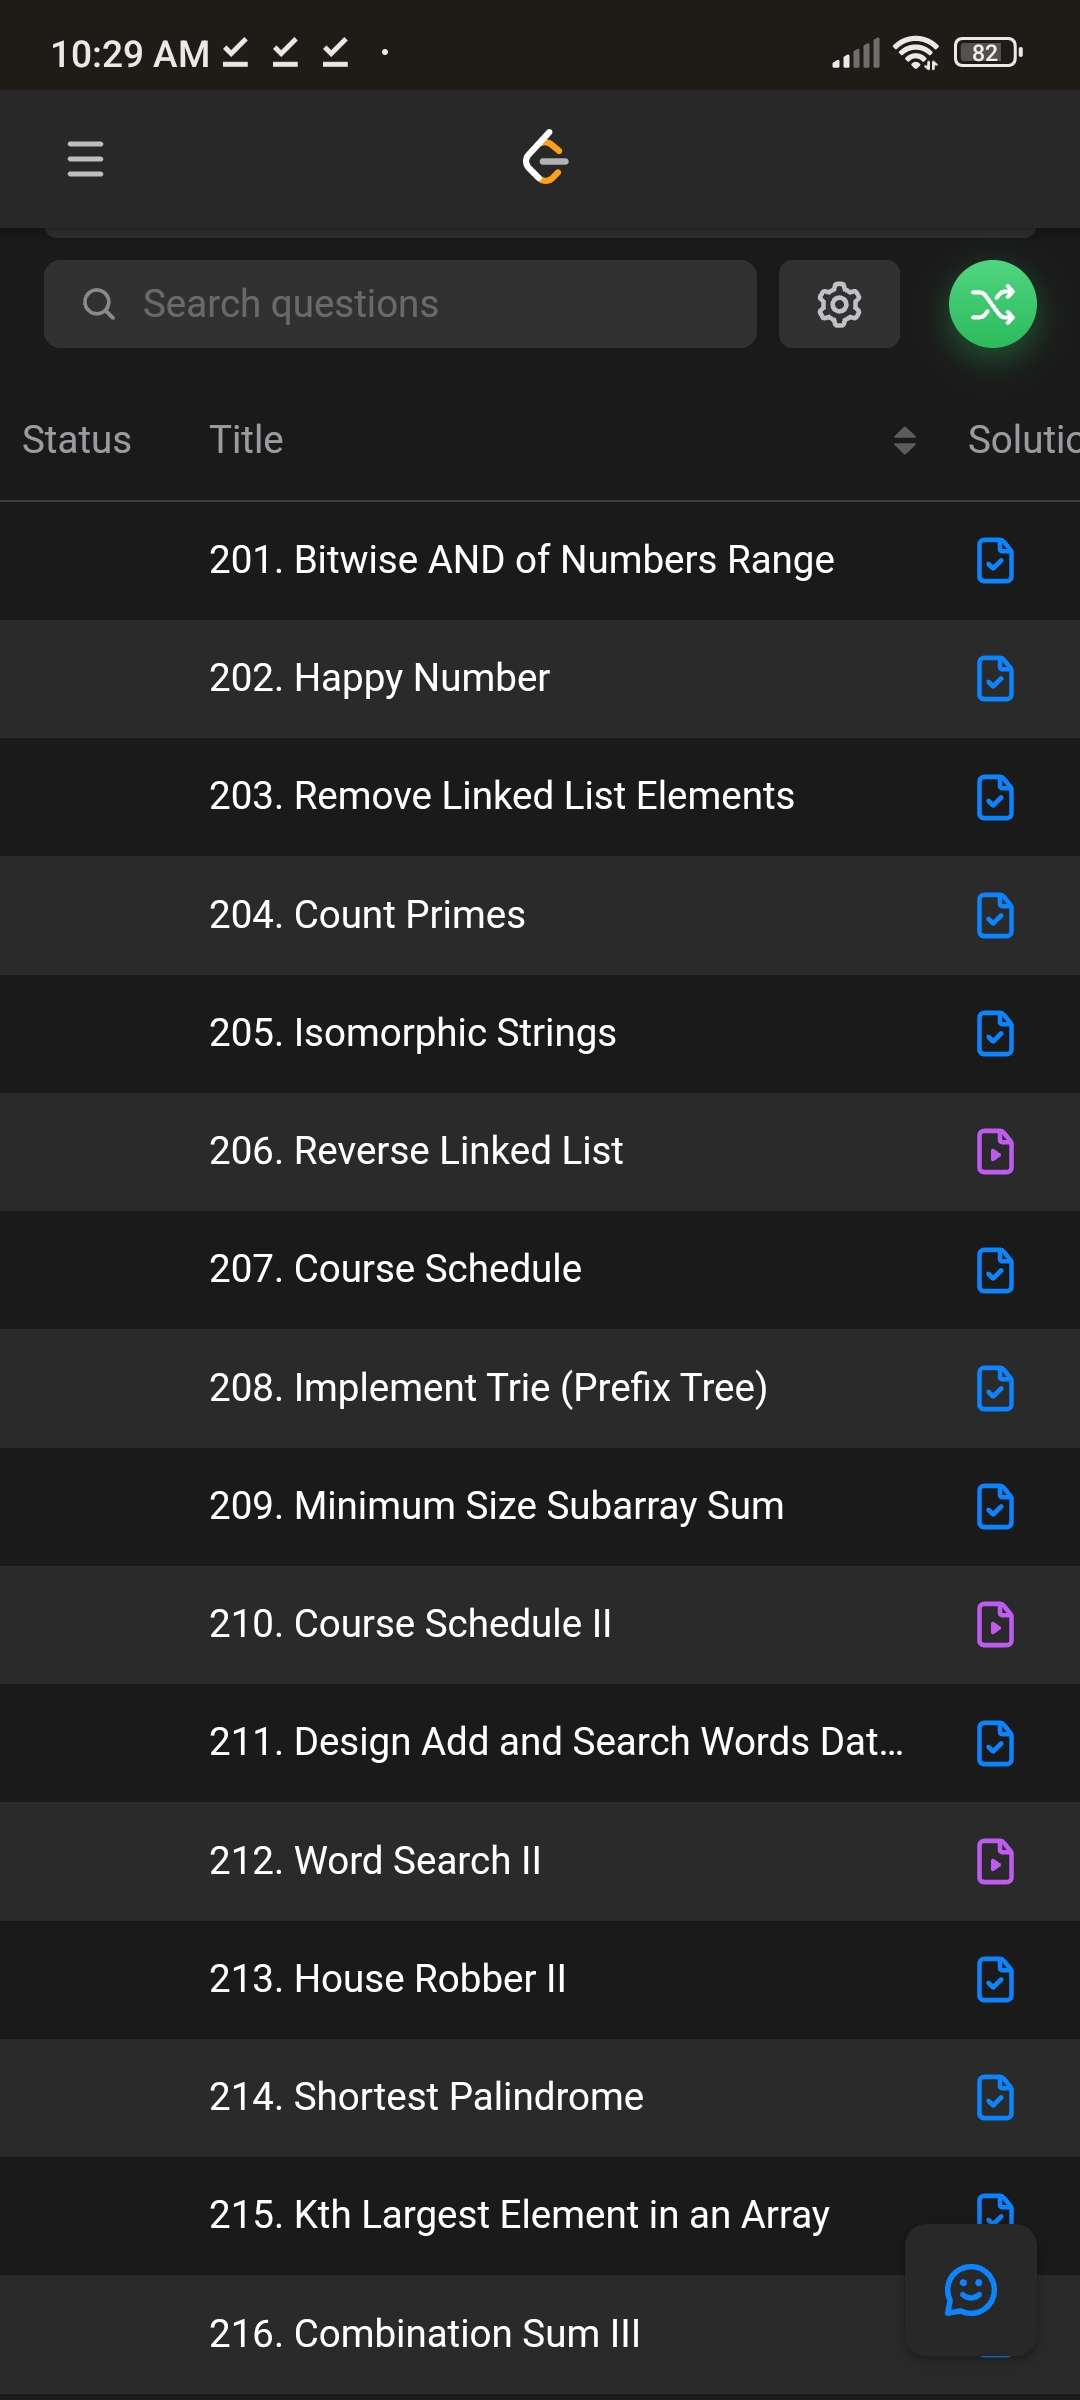 10:29 AM
82
Search questions
Status Title Solutio
201. Bitwise AND of Numbers Range
202. Happy Number
203. Remove Linked List Elements
204. Count Primes
205. Isomorphic Strings
206. Reverse Linked List
207. Course Schedule
208. Implement Trie (Prefix Tree)
209. Minimum Size Subarray Sum
210. Course Schedule II
211. Design Add and Search Words Dat...
212. Word Search II
213. House Robber II
214. Shortest Palindrome
215. Kth Largest Element in an Array
216. Combination Sum III